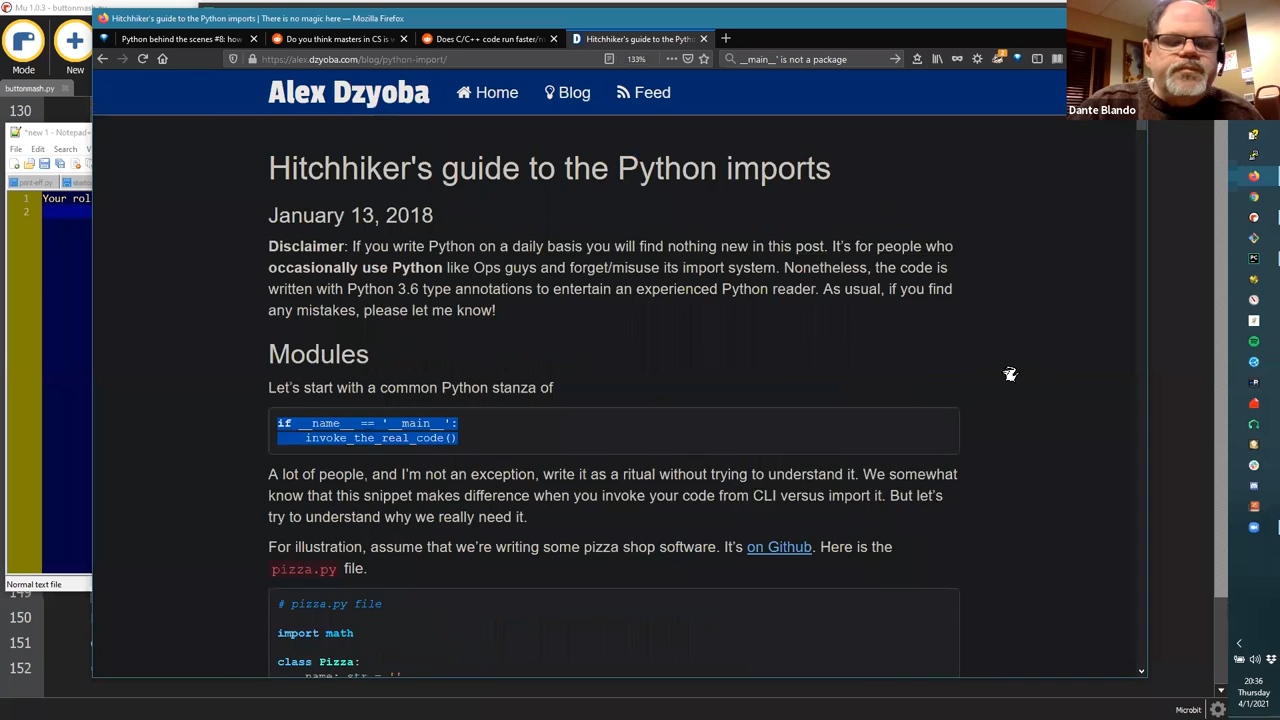 Mu 1.0.3 - buttonmash.py
Hitchhiker's guide to the Python imports | There is no magic here — Mozilla Firefox
Mode
New
buttonmash.py
Python behind the scenes #8: how
Do you think masters in CS is w
Does C/C++ code run faster/m
Hitchhiker's guide to the Pytho
https://alex.dzyoba.com/blog/python-import/
133%
__main__' is not a package
Alex Dzyoba
Home
Blog
Feed
Dante Blando
130
*new 1 - Notepad+
File Edit Search
print-eff.py
1 Your rol
2
Normal text file
150
151
152
Hitchhiker's guide to the Python imports
January 13, 2018
Disclaimer: If you write Python on a daily basis you will find nothing new in this post. It's for people who
occasionally use Python like Ops guys and forget/misuse its import system. Nonetheless, the code is
written with Python 3.6 type annotations to entertain an experienced Python reader. As usual, if you find
any mistakes, please let me know!
Modules
Let's start with a common Python stanza of
if __name__ == '__main__':
invoke_the_real_code()
A lot of people, and I'm not an exception, write it as a ritual without trying to understand it. We somewhat
know that this snippet makes difference when you invoke your code from CLI versus import it. But let's
try to understand why we really need it.
For illustration, assume that we're writing some pizza shop software. It's on Github. Here is the
pizza.py file.
# pizza.py file
import math
class Pizza:
name: str = ''
20:36
Thursday
4/1/2021
Microbit